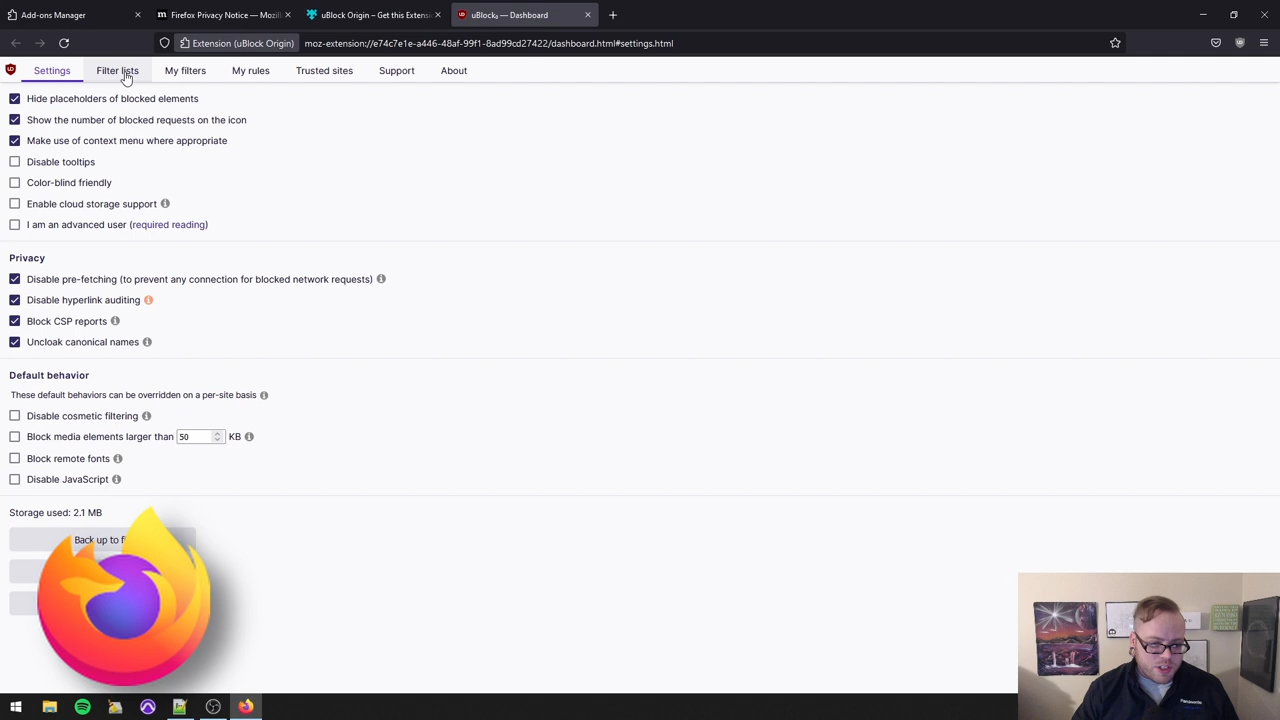 Add-ons Manager
Firefox Privacy Notice — Mozil
uBlock Origin – Get this Extensi
uBlock₀ — Dashboard
Extension (uBlock Origin)
moz-extension://e74c7e1e-a446-48af-99f1-8ad99cd27422/dashboard.html#settings.html
Settings
Filter lists
My filters
My rules
Trusted sites
Support
About
Hide placeholders of blocked elements
Show the number of blocked requests on the icon
Make use of context menu where appropriate
Disable tooltips
Color-blind friendly
Enable cloud storage support
I am an advanced user (required reading)
Privacy
Disable pre-fetching (to prevent any connection for blocked network requests)
Disable hyperlink auditing
Block CSP reports
Uncloak canonical names
Default behavior
These default behaviors can be overridden on a per-site basis
Disable cosmetic filtering
Block media elements larger than 50 KB
Block remote fonts
Disable JavaScript
Storage used: 2.1 MB
Back up to fi
Panasonic